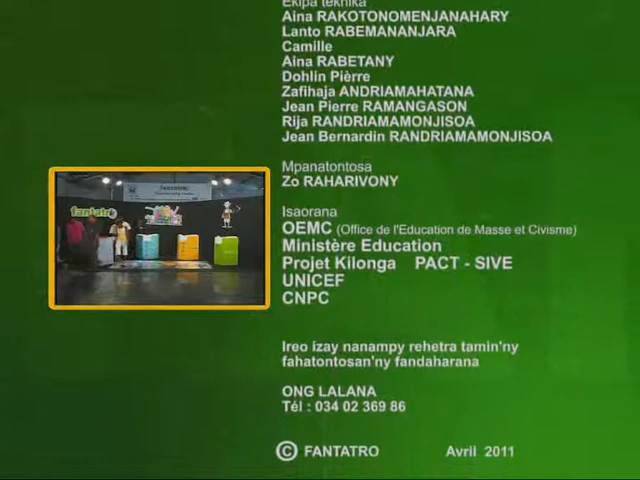 Ekipa teknika
Aina RAKOTONOMENJANAHARY
Lanto RABEMANANJARA
Camille
Aina RABETANY
Dohlin Pièrre
Zafihaja ANDRIAMAHATANA
Jean Pierre RAMANGASON
Rija RANDRIAMAMONJISOA
Jean Bernardin RANDRIAMAMONJISOA
Mpanatontosa
Zo RAHARIVONY
Isaorana
OEMC (Office de l'Education de Masse et Civisme)
Ministère Education
Projet Kilonga PACT - SIVE
UNICEF
CNPC
Ireo izay nanampy rehetra tamin'ny
fahatontosan'ny fandaharana
ONG LALANA
Tél : 034 02 369 86
© FANTATRO Avril 2011
fantatro